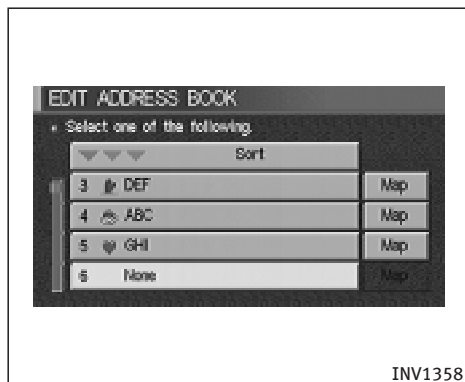 EDIT ADDRESS BOOK
Select one of the following.
Sort
3 DEF Map
4 ABC Map
5 GHI Map
6 None Map
INV1358